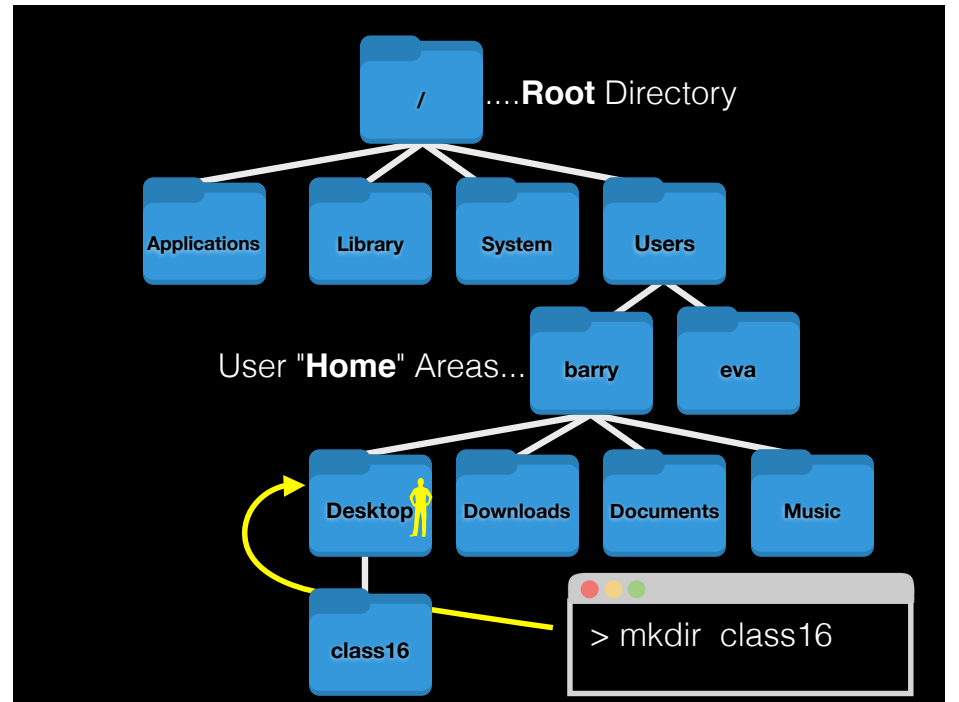 / ....Root Directory
Applications Library System Users
User "Home" Areas... barry eva
Desktop Downloads Documents Music
> mkdir class16
class16